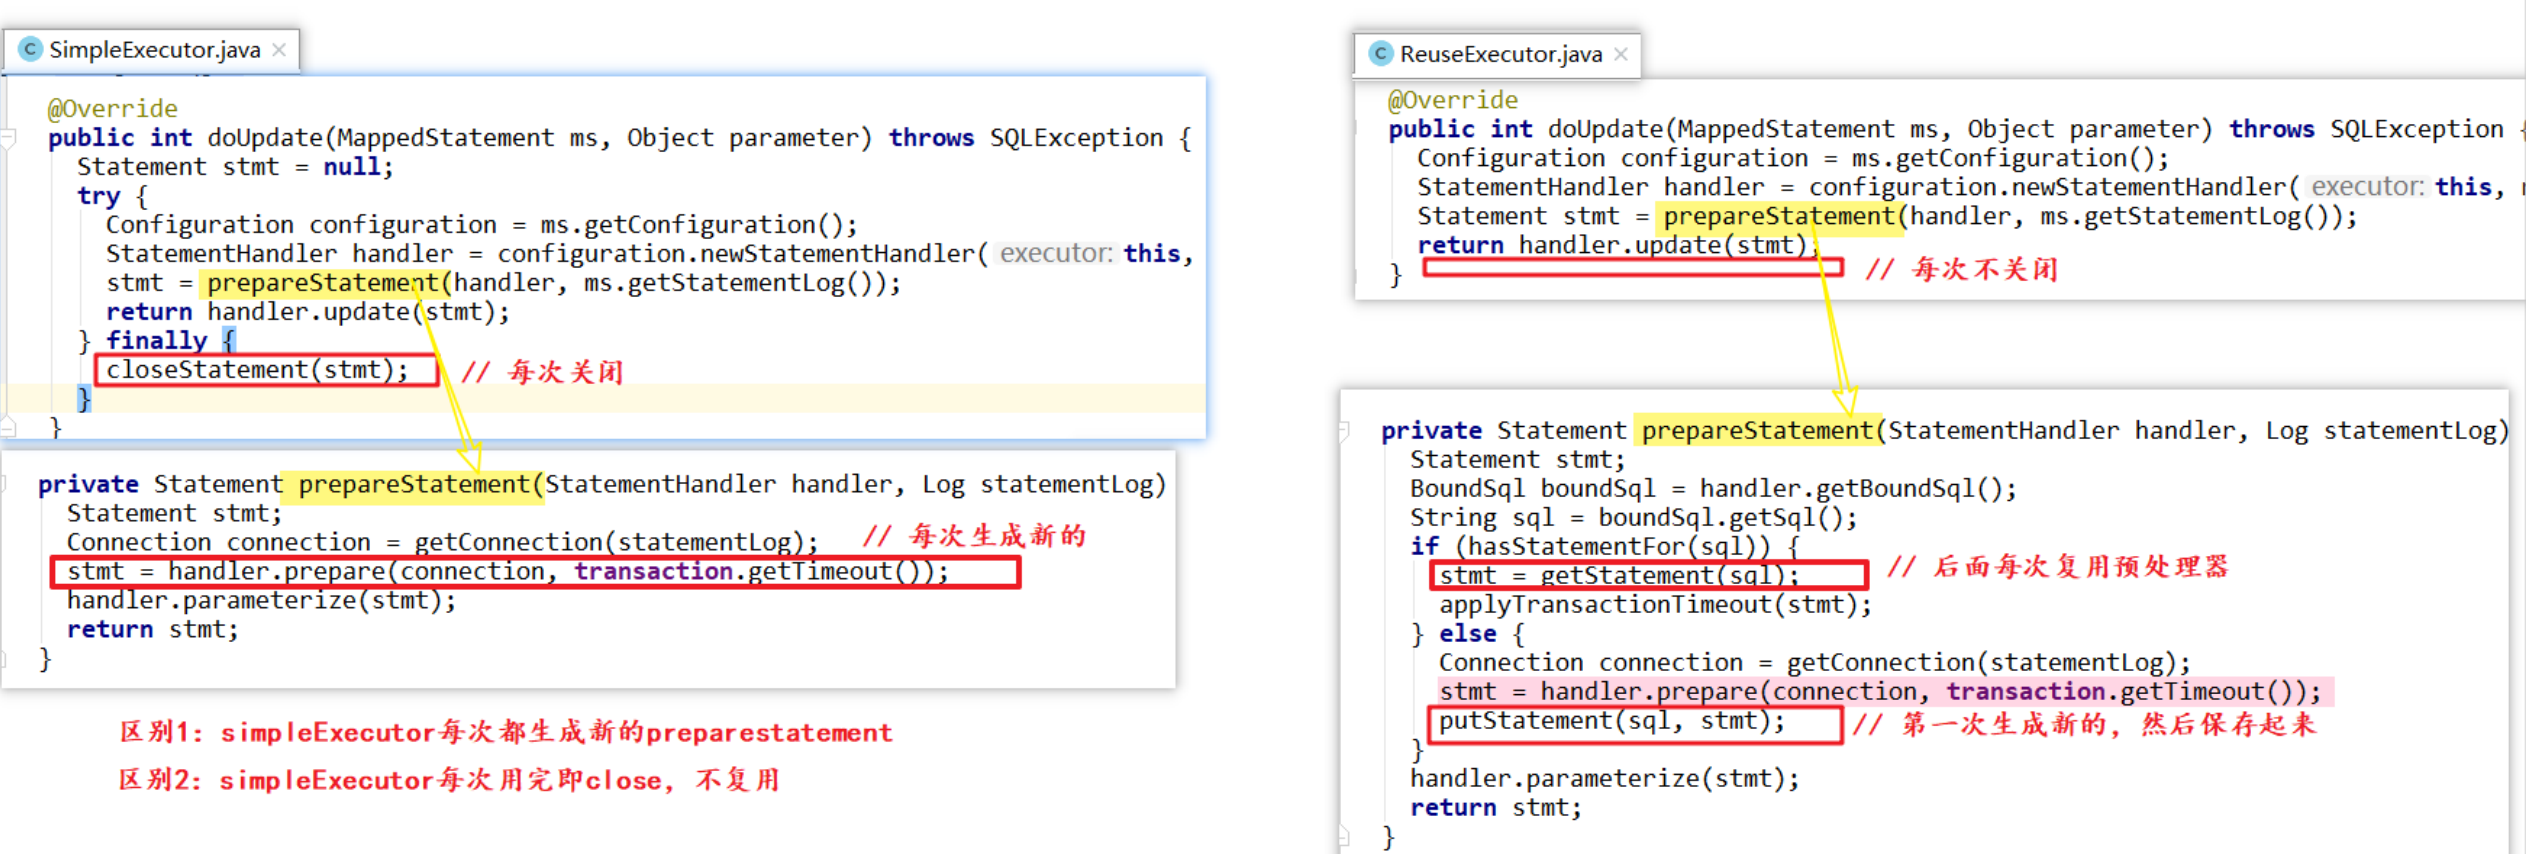 SimpleExecutor.java
@Override
public int doUpdate(MappedStatement ms, Object parameter) throws SQLException {
Statement stmt = null;
try {
Configuration configuration = ms.getConfiguration();
StatementHandler handler = configuration.newStatementHandler( executor: this,
stmt = prepareStatement(handler, ms.getStatementLog());
return handler.update(stmt);
} finally {
closeStatement(stmt); // 每次关闭
}
}
private Statement prepareStatement(StatementHandler handler, Log statementLog)
Statement stmt;
Connection connection = getConnection(statementLog); // 每次生成新的
stmt = handler.prepare(connection, transaction.getTimeout());
handler.parameterize(stmt);
return stmt;
}
区别1: simpleExecutor每次都生成新的preparestatement
区别2: simpleExecutor每次用完即close, 不复用
ReuseExecutor.java
@Override
public int doUpdate(MappedStatement ms, Object parameter) throws SQLException {
Configuration configuration = ms.getConfiguration();
StatementHandler handler = configuration.newStatementHandler( executor: this,
Statement stmt = prepareStatement(handler, ms.getStatementLog());
return handler.update(stmt);
} // 每次不关闭
private Statement prepareStatement(StatementHandler handler, Log statementLog)
Statement stmt;
BoundSql boundSql = handler.getBoundSql();
String sql = boundSql.getSql();
if (hasStatementFor(sql)) {
stmt = getStatement(sql); // 后面每次复用预处理器
applyTransactionTimeout(stmt);
} else {
Connection connection = getConnection(statementLog);
stmt = handler.prepare(connection, transaction.getTimeout());
putStatement(sql, stmt); // 第一次生成新的, 然后保存起来
}
handler.parameterize(stmt);
return stmt;
}